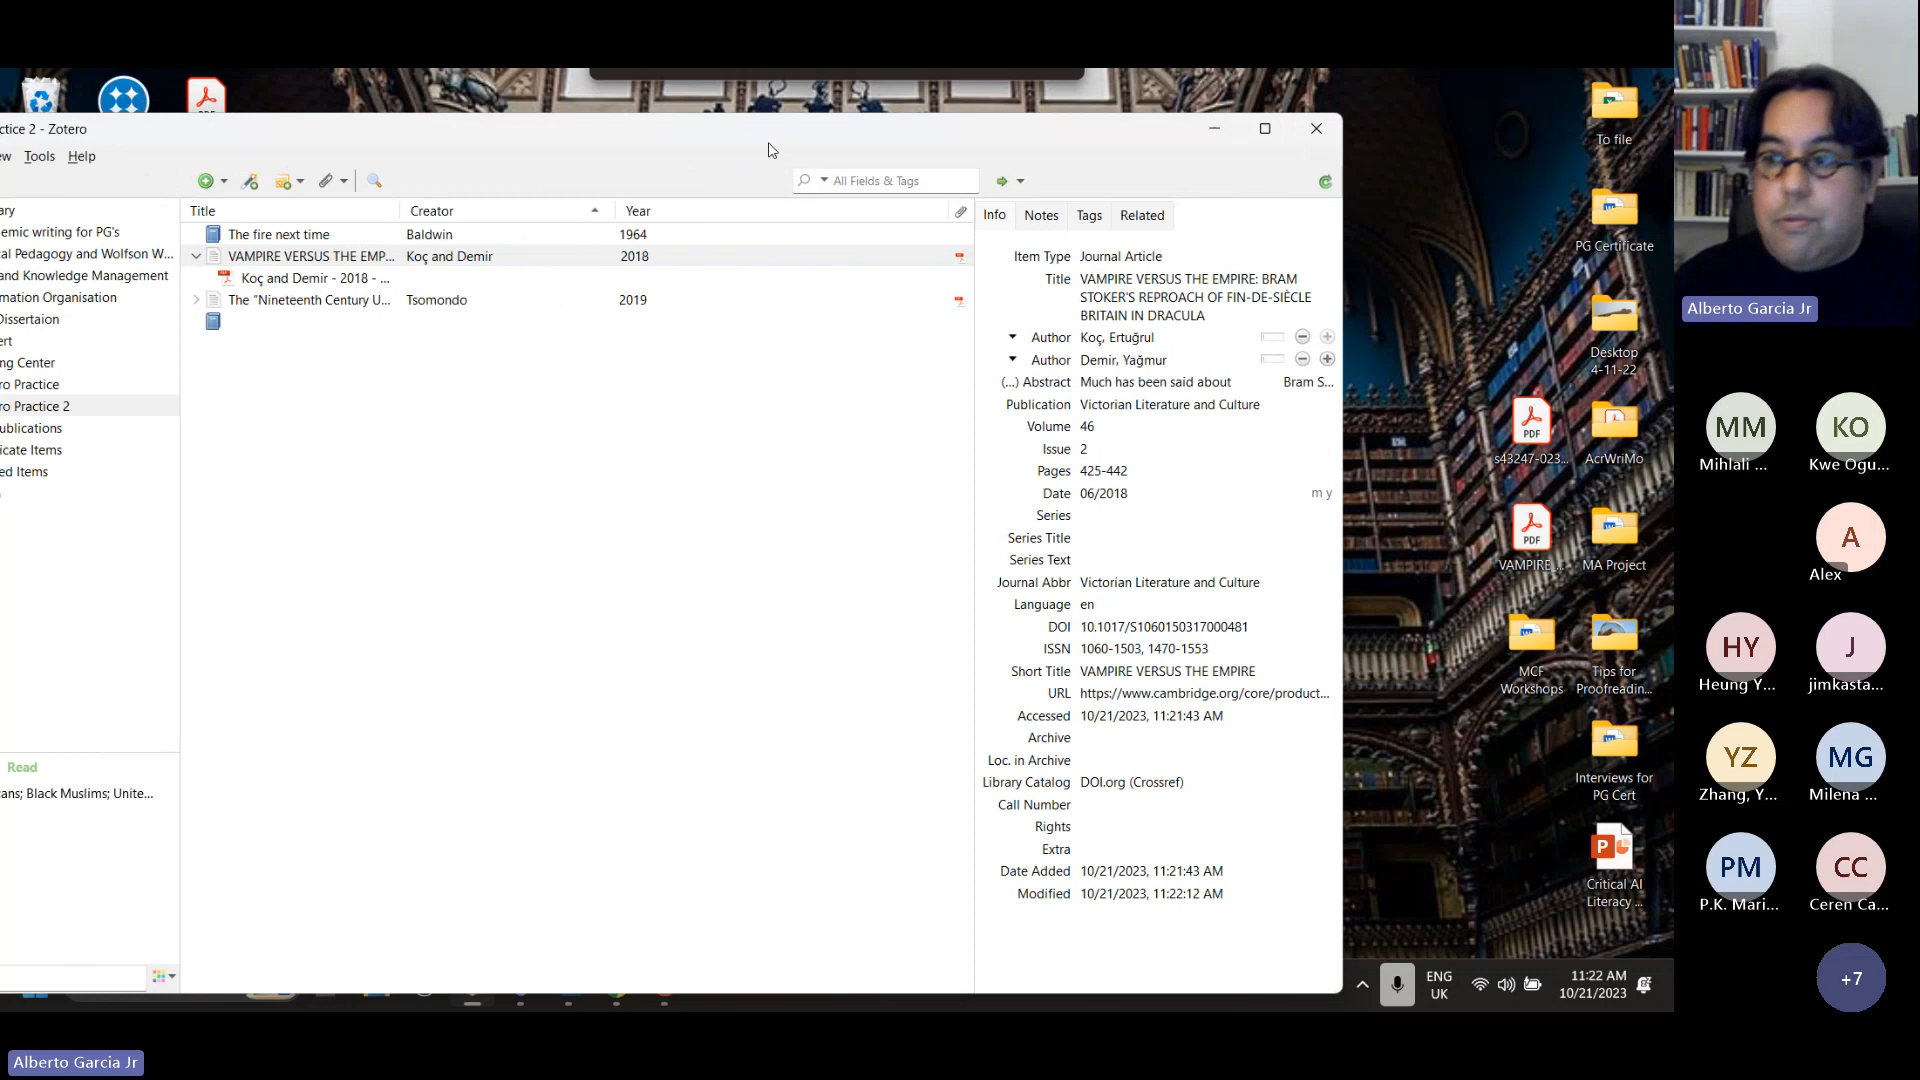 PDF
ctice 2 - Zotero
ew Tools Help
All Fields & Tags
ary
emic writing for PG's
al Pedagogy and Wolfson W...
and Knowledge Management
mation Organisation
Dissertaion
ert
ng Center
ro Practice
ro Practice 2
ublications
icate Items
ed Items
Read
ans; Black Muslims; Unite...
Title Creator Year
The fire next time Baldwin 1964
VAMPIRE VERSUS THE EMP... Koç and Demir 2018
Koç and Demir - 2018 - ...
The "Nineteenth Century U... Tsomondo 2019
Info Notes Tags Related
Item Type Journal Article
Title VAMPIRE VERSUS THE EMPIRE: BRAM
STOKER'S REPROACH OF FIN-DE-SIÈCLE
BRITAIN IN DRACULA
Author Koç, Ertuğrul
Author Demir, Yağmur
(...) Abstract Much has been said about Bram S...
Publication Victorian Literature and Culture
Volume 46
Issue 2
Pages 425-442
Date 06/2018 m y
Series
Series Title
Series Text
Journal Abbr Victorian Literature and Culture
Language en
DOI 10.1017/S1060150317000481
ISSN 1060-1503, 1470-1553
Short Title VAMPIRE VERSUS THE EMPIRE
URL https://www.cambridge.org/core/product...
Accessed 10/21/2023, 11:21:43 AM
Archive
Loc. in Archive
Library Catalog DOI.org (Crossref)
Call Number
Rights
Extra
Date Added 10/21/2023, 11:21:43 AM
Modified 10/21/2023, 11:22:12 AM
To file
PG Certificate
Desktop
4-11-22
PDF
s43247-023...
AcrWriMo
PDF
VAMPIRE ...
MA Project
MCF
Workshops
Tips for
Proofreadin...
Interviews for
PG Cert
P
Critical AI
Literacy ...
ENG
UK
11:22 AM
10/21/2023
Alberto Garcia Jr
MM
Mihlali ...
KO
Kwe Ogu...
A
Alex
HY
Heung Y...
J
jimkasta...
YZ
Zhang, Y...
MG
Milena ...
PM
P.K. Mari...
CC
Ceren Ca...
+7
Alberto Garcia Jr